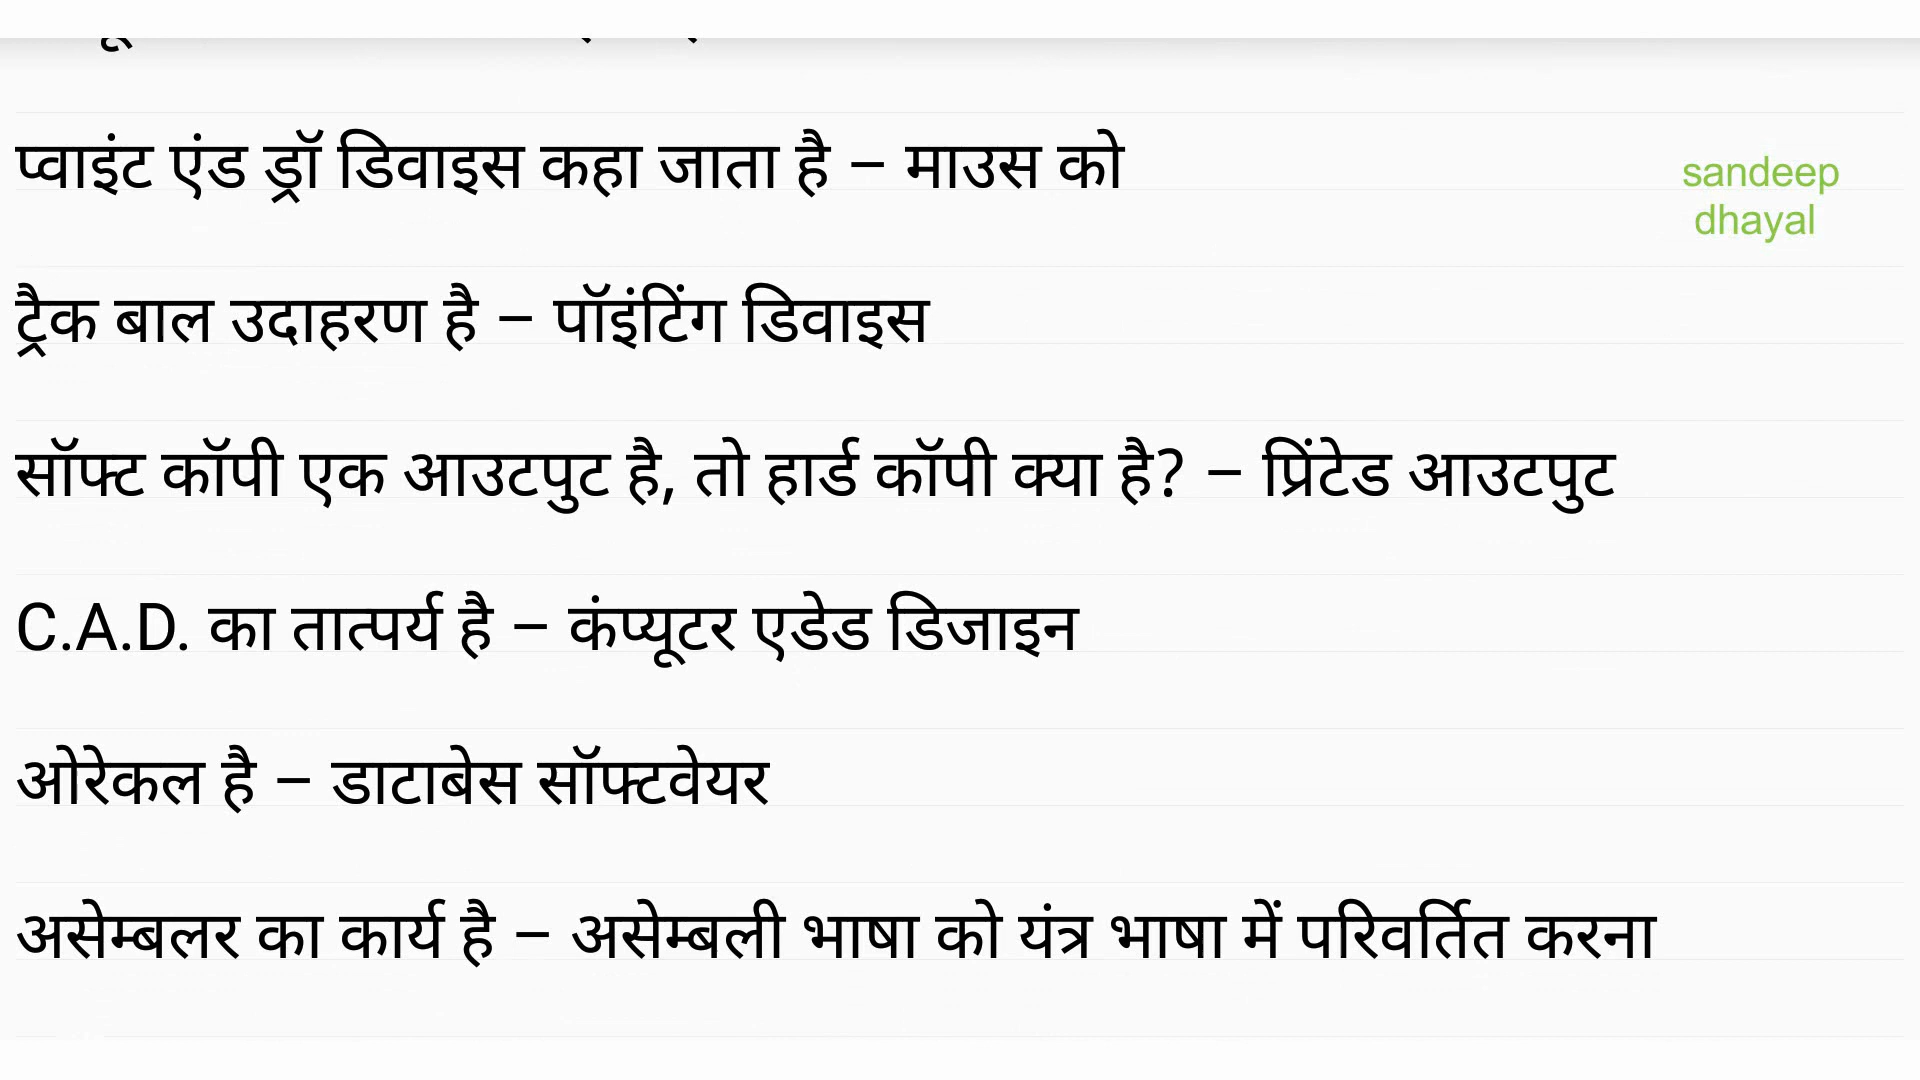 प्वाइंट एंड ड्रॉ डिवाइस कहा जाता है – माउस को
sandeep
dhayal
ट्रैक बाल उदाहरण है – पॉइंटिंग डिवाइस
सॉफ्ट कॉपी एक आउटपुट है, तो हार्ड कॉपी क्या है? – प्रिंटेड आउटपुट
C.A.D. का तात्पर्य है – कंप्यूटर एडेड डिजाइन
ओरेकल है – डाटाबेस सॉफ्टवेयर
असेम्बलर का कार्य है – असेम्बली भाषा को यंत्र भाषा में परिवर्तित करना